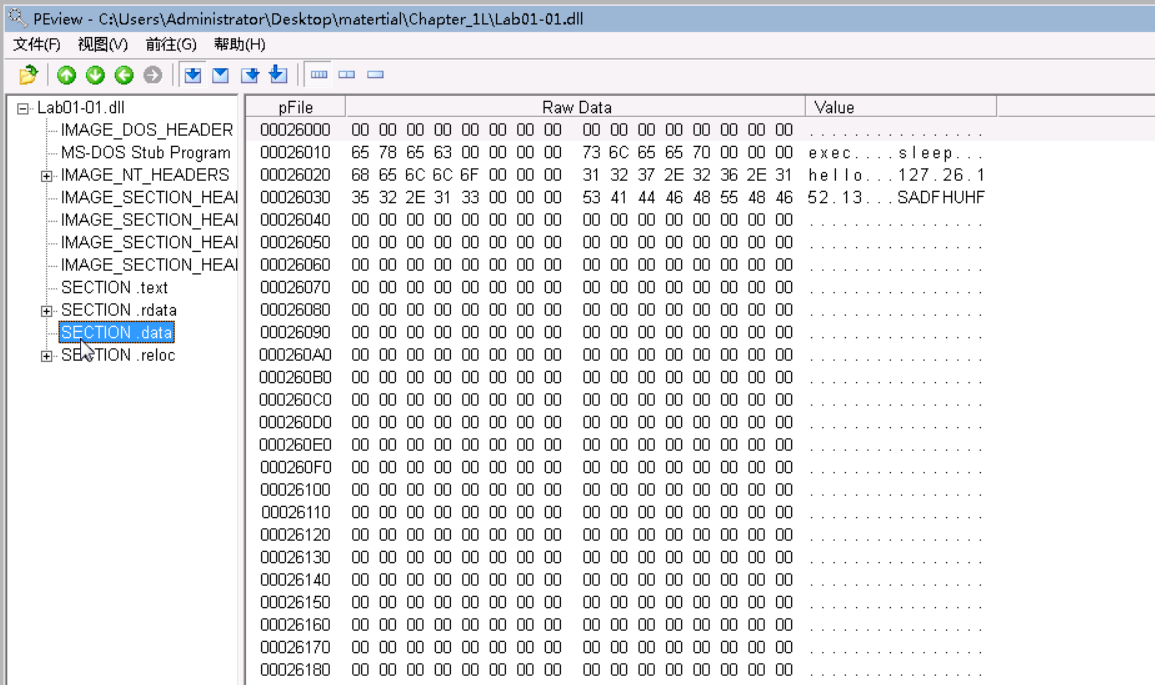 PEview - C:\Users\Administrator\Desktop\matertial\Chapter_1L\Lab01-01.dll
文件(F) 视图(V) 前往(G) 帮助(H)
Lab01-01.dll
IMAGE_DOS_HEADER
MS-DOS Stub Program
IMAGE_NT_HEADERS
IMAGE_SECTION_HEAI
IMAGE_SECTION_HEAI
IMAGE_SECTION_HEAI
IMAGE_SECTION_HEAI
SECTION .text
SECTION .rdata
SECTION .data
SECTION .reloc
pFile Raw Data Value
00026000 00 00 00 00 00 00 00 00 00 00 00 00 00 00 00 00 ................
00026010 65 78 65 63 00 00 00 00 73 6C 65 65 70 00 00 00 exec....sleep...
00026020 68 65 6C 6C 6F 00 00 00 31 32 37 2E 32 36 2E 31 hello...127.26.1
00026030 35 32 2E 31 33 00 00 00 53 41 44 46 48 55 48 46 52.13...SADFHUHF
00026040 00 00 00 00 00 00 00 00 00 00 00 00 00 00 00 00 ................
00026050 00 00 00 00 00 00 00 00 00 00 00 00 00 00 00 00 ................
00026060 00 00 00 00 00 00 00 00 00 00 00 00 00 00 00 00 ................
00026070 00 00 00 00 00 00 00 00 00 00 00 00 00 00 00 00 ................
00026080 00 00 00 00 00 00 00 00 00 00 00 00 00 00 00 00 ................
00026090 00 00 00 00 00 00 00 00 00 00 00 00 00 00 00 00 ................
000260A0 00 00 00 00 00 00 00 00 00 00 00 00 00 00 00 00 ................
000260B0 00 00 00 00 00 00 00 00 00 00 00 00 00 00 00 00 ................
000260C0 00 00 00 00 00 00 00 00 00 00 00 00 00 00 00 00 ................
000260D0 00 00 00 00 00 00 00 00 00 00 00 00 00 00 00 00 ................
000260E0 00 00 00 00 00 00 00 00 00 00 00 00 00 00 00 00 ................
000260F0 00 00 00 00 00 00 00 00 00 00 00 00 00 00 00 00 ................
00026100 00 00 00 00 00 00 00 00 00 00 00 00 00 00 00 00 ................
00026110 00 00 00 00 00 00 00 00 00 00 00 00 00 00 00 00 ................
00026120 00 00 00 00 00 00 00 00 00 00 00 00 00 00 00 00 ................
00026130 00 00 00 00 00 00 00 00 00 00 00 00 00 00 00 00 ................
00026140 00 00 00 00 00 00 00 00 00 00 00 00 00 00 00 00 ................
00026150 00 00 00 00 00 00 00 00 00 00 00 00 00 00 00 00 ................
00026160 00 00 00 00 00 00 00 00 00 00 00 00 00 00 00 00 ................
00026170 00 00 00 00 00 00 00 00 00 00 00 00 00 00 00 00 ................
00026180 00 00 00 00 00 00 00 00 00 00 00 00 00 00 00 00 ................